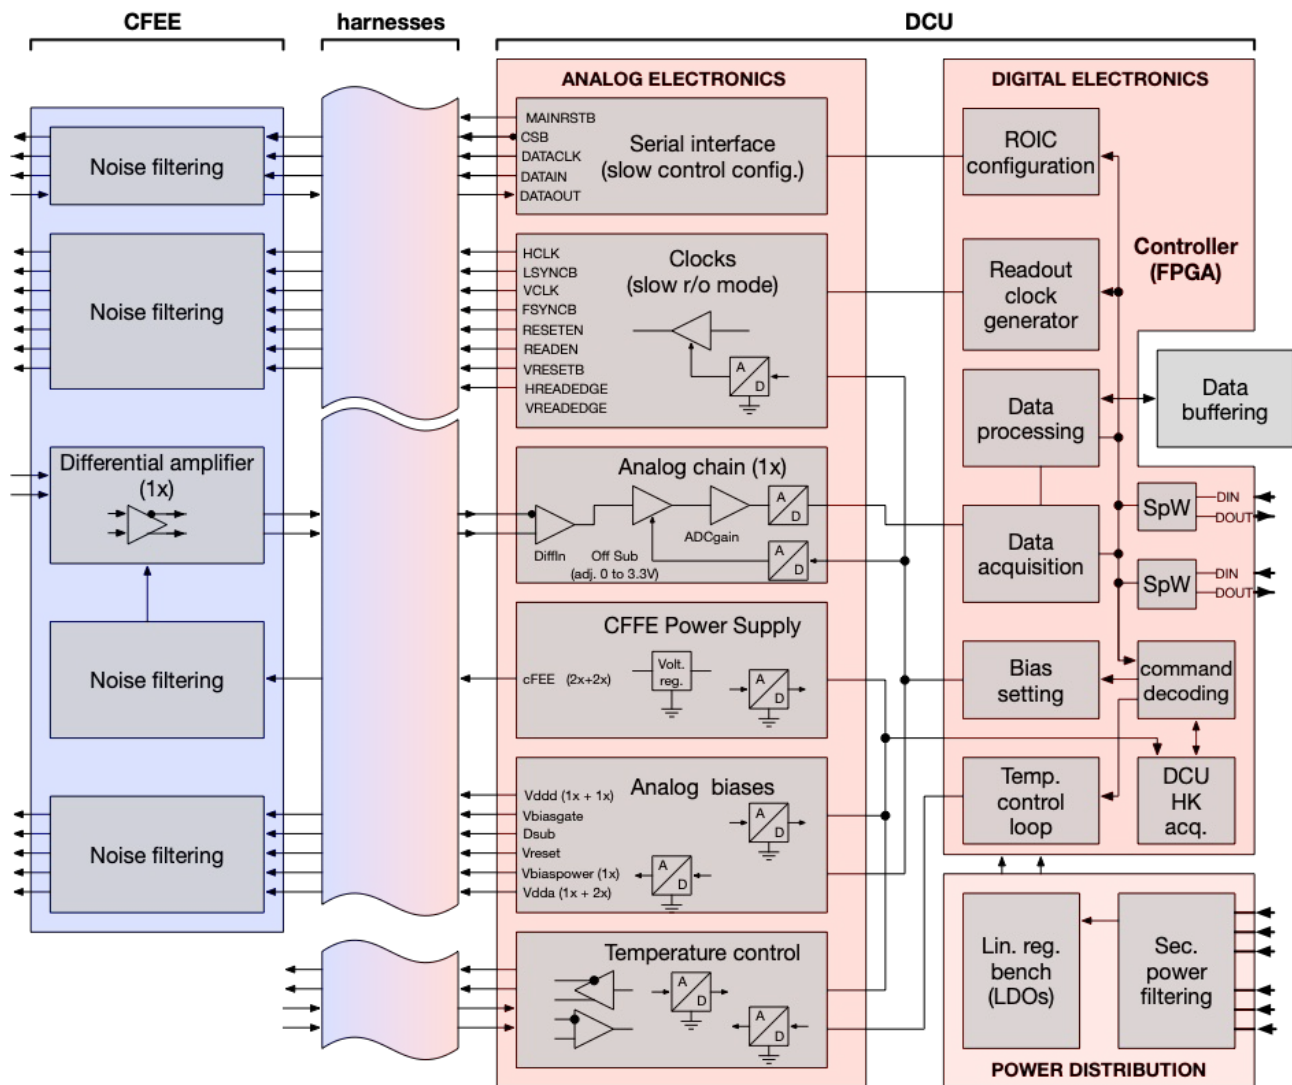 CFEE
harnesses
DCU
ANALOG ELECTRONICS
DIGITAL ELECTRONICS
Noise filtering
MAINRSTB
CSB
DATACLK
DATAIN
DATAOUT
Serial interface
(slow control config.)
ROIC
configuration
Controller
(FPGA)
Noise filtering
HCLK
LSYNCB
VCLK
FSYNCB
RESETEN
READEN
VRESETB
HREADEDGE
VREADEDGE
Clocks
(slow r/o mode)
A
D
Readout
clock
generator
Data
processing
Data
buffering
Differential amplifier
(1x)
Analog chain (1x)
DiffIn
Off Sub
(adj. 0 to 3.3V)
ADCgain
A
D
A
D
Data
acquisition
SpW
DIN
DOUT
SpW
DIN
DOUT
Noise filtering
CFFE Power Supply
cFEE (2x+2x)
Volt.
reg.
A
D
Bias
setting
command
decoding
Noise filtering
Analog biases
Vddd (1x + 1x)
Vbiasgate
Dsub
Vreset
Vbiaspower (1x)
Vdda (1x + 2x)
A
D
A
D
Temp.
control
loop
DCU
HK
acq.
Temperature control
A
D
A
D
Lin. reg.
bench
(LDOs)
Sec.
power
filtering
POWER DISTRIBUTION